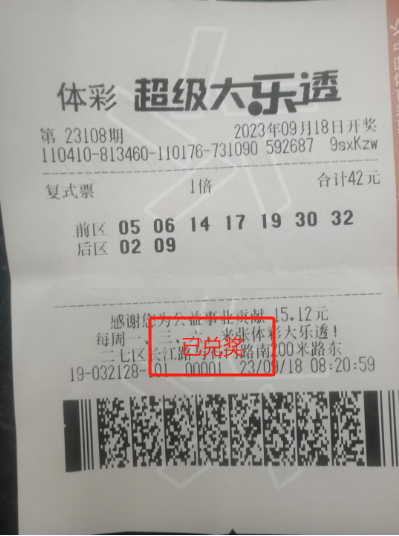 体彩 超级大乐透
第 23108期 2023年09月18日开奖
110410-813460-110176-731090 592687 9sxKzw
复式票 1倍 合计42元
前区 05 06 14 17 19 30 32
后区 02 09
感谢您为公益事业贡献 15.12元
每周一、三、六，来张体彩大乐透!
二七区长江路 路南200米路东
已兑奖
19-032128-101 00001 23/09/18 08:20:59